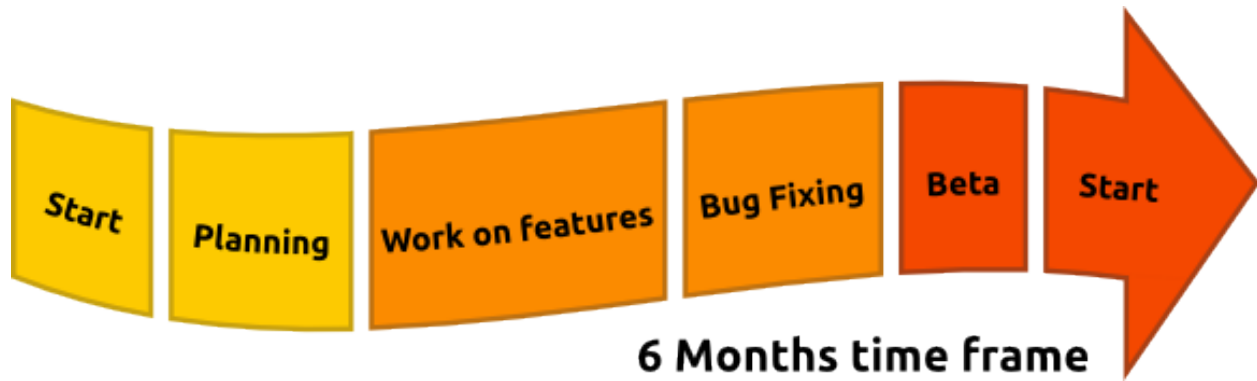 Start
Planning
Work on features
Bug Fixing
Beta
Start
6 Months time frame